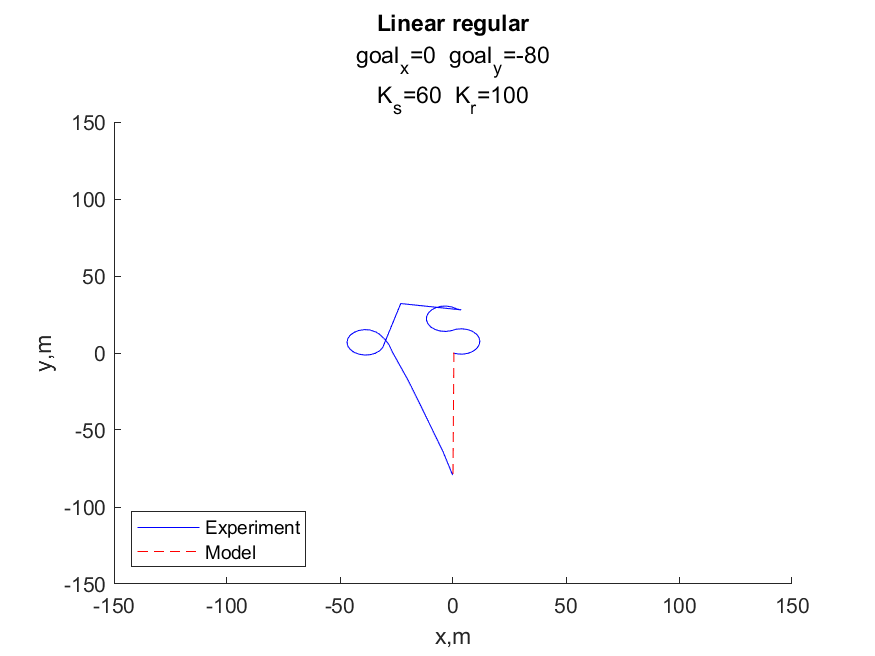 Linear regular
goal_x=0 goal_y=-80
K_s=60 K_r=100
150
100
50
0
-50
-100
-150
y,m
Experiment
Model
-150 -100 -50 0 50 100 150
x,m